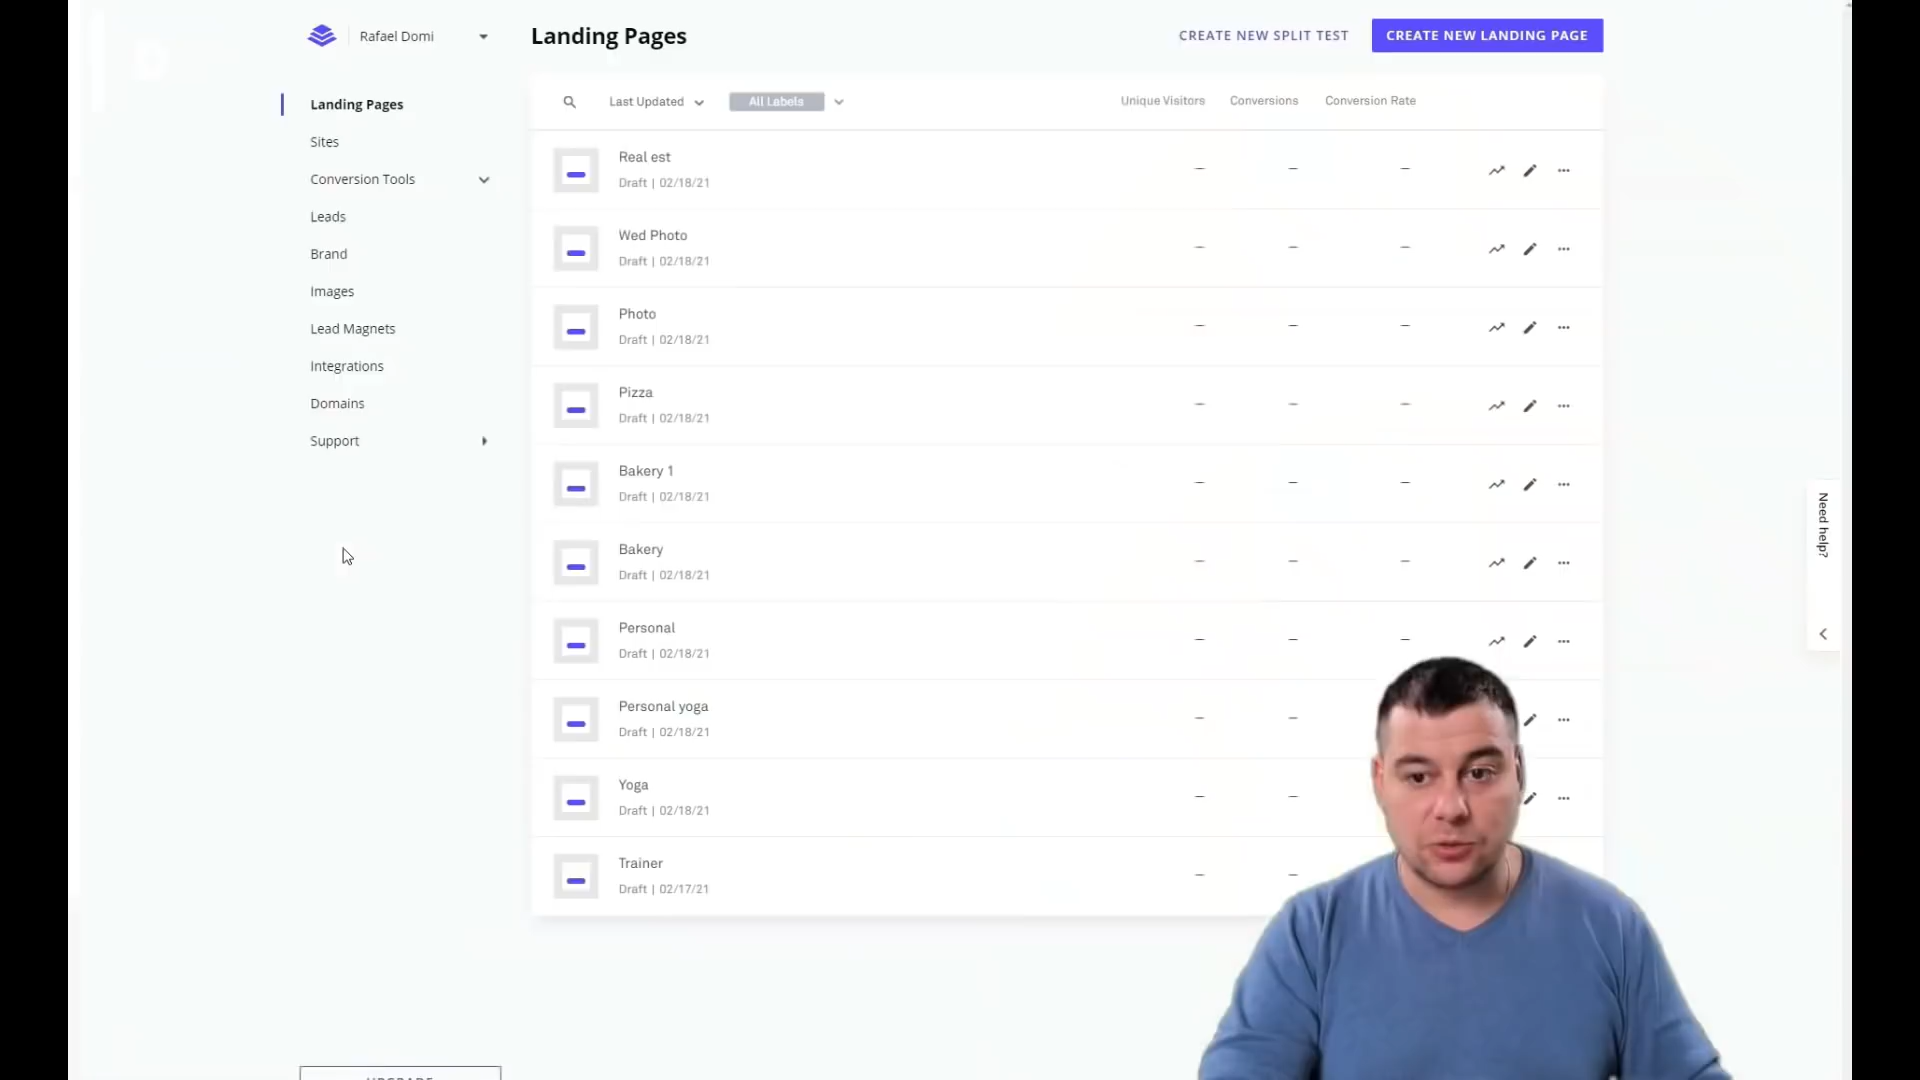 Rafael Domi
Landing Pages
CREATE NEW SPLIT TEST
CREATE NEW LANDING PAGE
Landing Pages
Sites
Conversion Tools
Leads
Brand
Images
Lead Magnets
Integrations
Domains
Support
Last Updated
All Labels
Unique Visitors
Conversions
Conversion Rate
Real est
Draft | 02/18/21
Wed Photo
Draft | 02/18/21
Photo
Draft | 02/18/21
Pizza
Draft | 02/18/21
Bakery 1
Draft | 02/18/21
Bakery
Draft | 02/18/21
Personal
Draft | 02/18/21
Personal yoga
Draft | 02/18/21
Yoga
Draft | 02/18/21
Trainer
Draft | 02/17/21
Need help?
UPGRADE